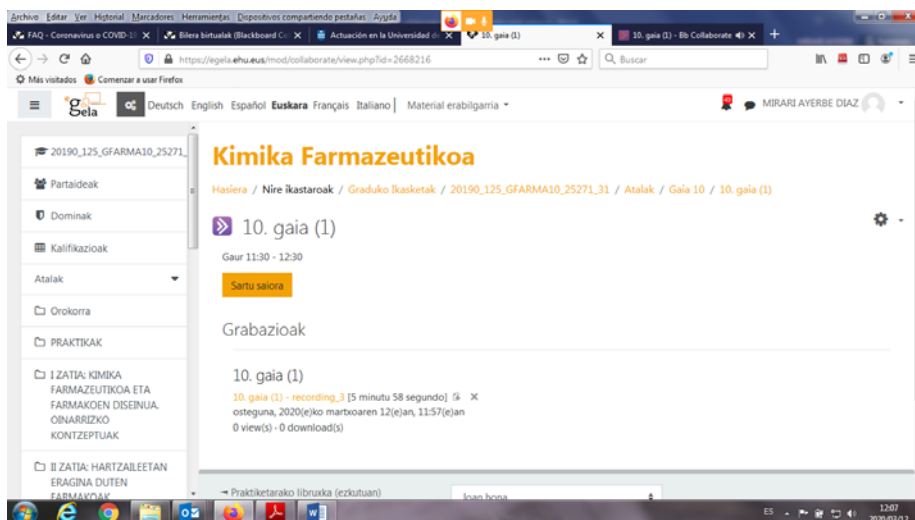 Archivo Editar Ver Historial Marcadores Herramientas Dispositivos compartiendo pestañas Ayuda
FAQ - Coronavirus o COVID-19
Bilera birtualak (Blackboard Co
Actuación en la Universidad de
10. gaia (1)
10. gaia (1) - Bb Collaborate
https://egela.ehu.eus/mod/collaborate/view.php?id=2668216
Buscar
Más visitados Comenzar a usar Firefox
eGela Deutsch English Español Euskara Français Italiano Material erabilgarria
MIRARI AYERBE DIAZ
20190_125_GFARMA10_25271_
Partaideak
Dominak
Kalifikazioak
Atalak
Orokorra
PRAKTIKAK
I ZATIA: KIMIKA
FARMAZEUTIKOA ETA
FARMAKOEN DISEINUA.
OINARRIZKO
KONTZEPTUAK
II ZATIA: HARTZAILEETAN
ERAGINA DUTEN
FARMAKOAK
Kimika Farmazeutikoa
Hasiera / Nire ikastaroak / Graduko Ikasketak / 20190_125_GFARMA10_25271_31 / Atalak / Gaia 10 / 10. gaia (1)
10. gaia (1)
Gaur 11:30 - 12:30
Sartu saiora
Grabazioak
10. gaia (1)
10. gaia (1) - recording_3 [5 minutu 58 segundo]
osteguna, 2020(e)ko martxoaren 12(e)an, 11:57(e)an
0 view(s) - 0 download(s)
Praktiketarako libruxka (ezkutuan)
Joan hona...
ES
12:07
2020/03/12